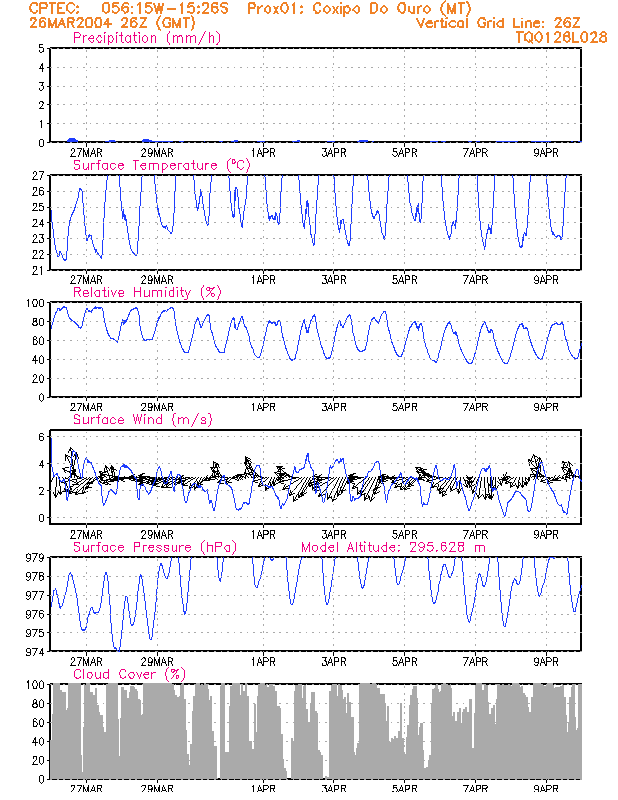 CPTEC: 056:15W-15:26S Prox01: Coxipo Do Ouro (MT)
26MAR2004 26Z (GMT) Vertical Grid Line: 26Z
Precipitation (mm/h) TQ0126L028
5
4
3
2
1
0
27MAR 29MAR 1APR 3APR 5APR 7APR 9APR
Surface Temperature (ºC)
27
26
25
24
23
22
21
27MAR 29MAR 1APR 3APR 5APR 7APR 9APR
Relative Humidity (%)
100
80
60
40
20
0
27MAR 29MAR 1APR 3APR 5APR 7APR 9APR
Surface Wind (m/s)
6
4
2
0
27MAR 29MAR 1APR 3APR 5APR 7APR 9APR
Surface Pressure (hPa) Model Altitude: 295.628 m
979
978
977
976
975
974
27MAR 29MAR 1APR 3APR 5APR 7APR 9APR
Cloud Cover (%)
100
80
60
40
20
0
27MAR 29MAR 1APR 3APR 5APR 7APR 9APR